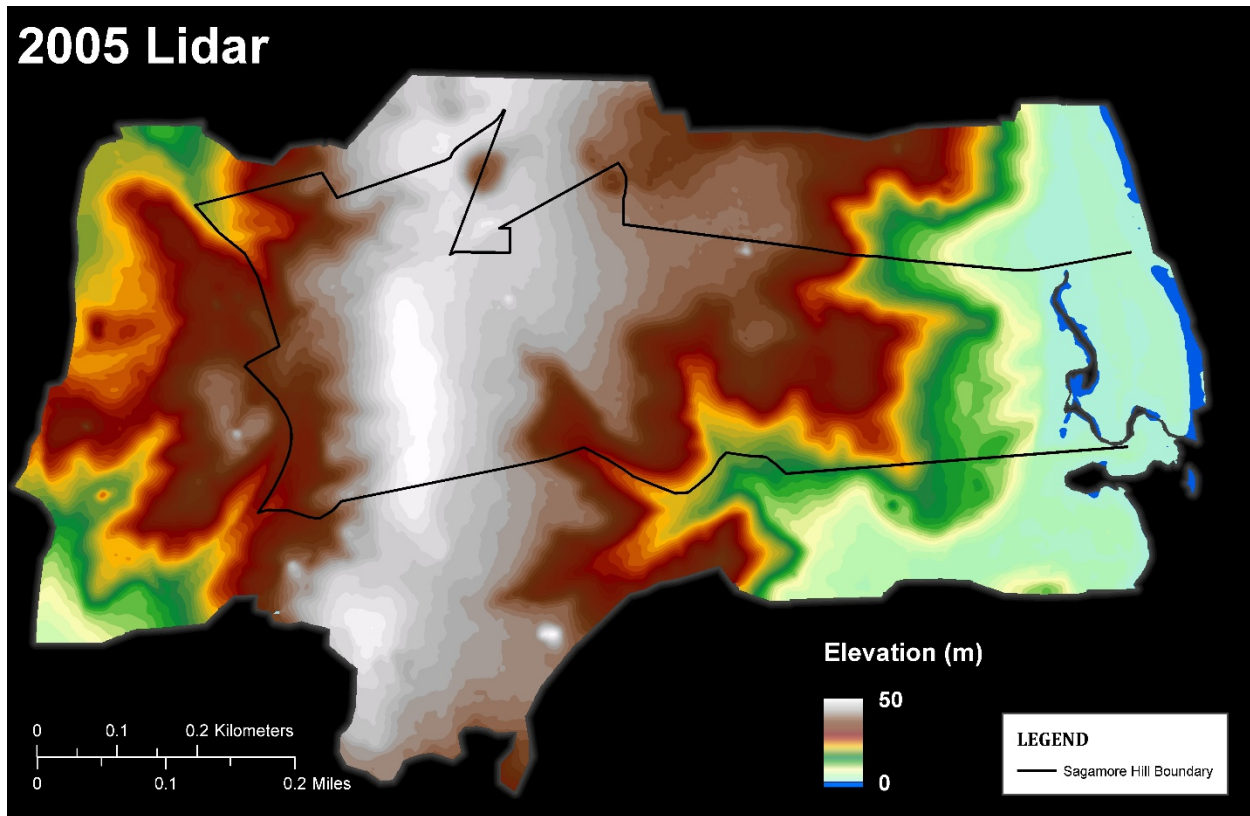 2005 Lidar
Elevation (m)
50
0
0 0.1 0.2 Kilometers
0 0.1 0.2 Miles
LEGEND
Sagamore Hill Boundary